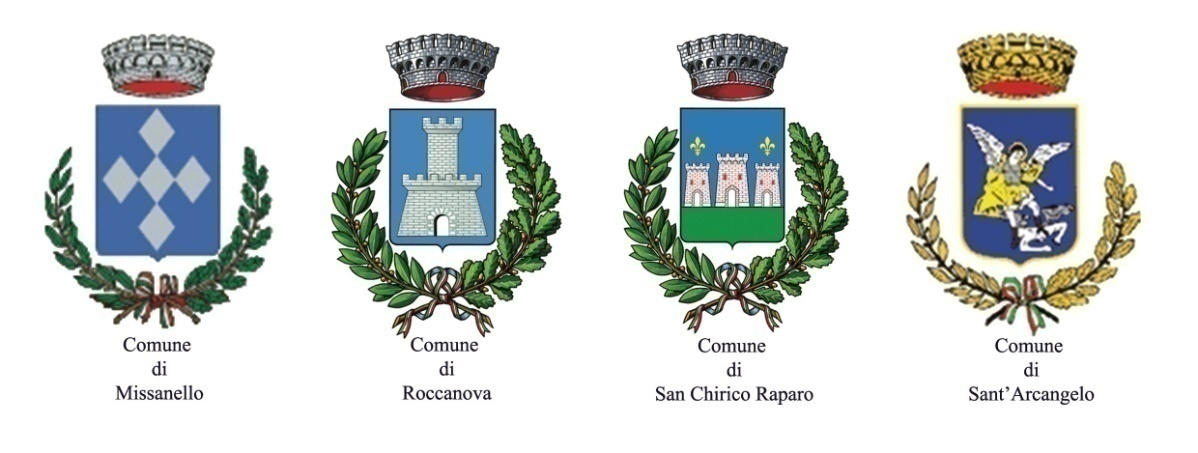 Comune
di
Missanello
Comune
di
Roccanova
Comune
di
San Chirico Raparo
Comune
di
Sant’Arcangelo